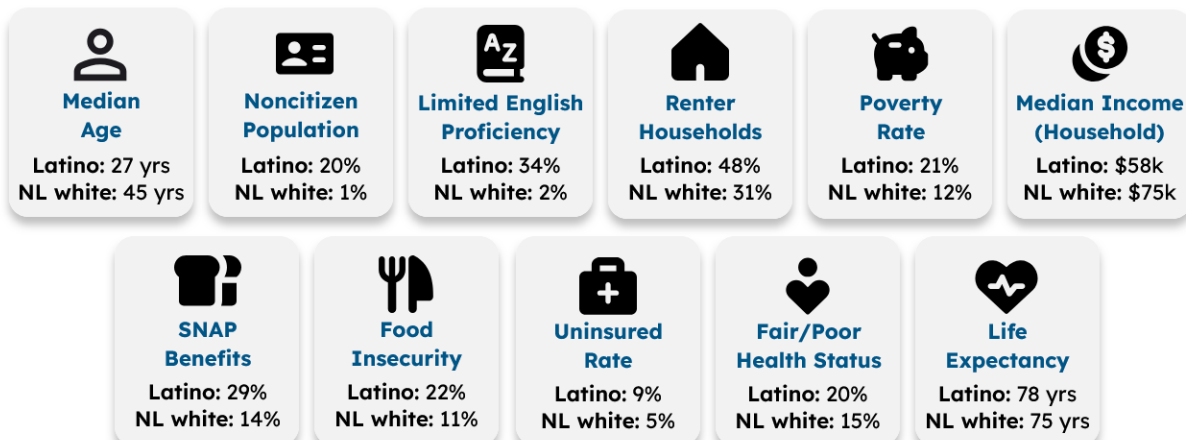 AZ
Median
Age
Latino: 27 yrs
NL white: 45 yrs
Noncitizen
Population
Latino: 20%
NL white: 1%
Limited English
Proficiency
Latino: 34%
NL white: 2%
Renter
Households
Latino: 48%
NL white: 31%
$
Poverty
Rate
Latino: 21%
NL white: 12%
Median Income
(Household)
Latino: $58k
NL white: $75k
SNAP
Benefits
Latino: 29%
NL white: 14%
Food
Insecurity
Latino: 22%
NL white: 11%
Uninsured
Rate
Latino: 9%
NL white: 5%
Fair/Poor
Health Status
Latino: 20%
NL white: 15%
Life
Expectancy
Latino: 78 yrs
NL white: 75 yrs